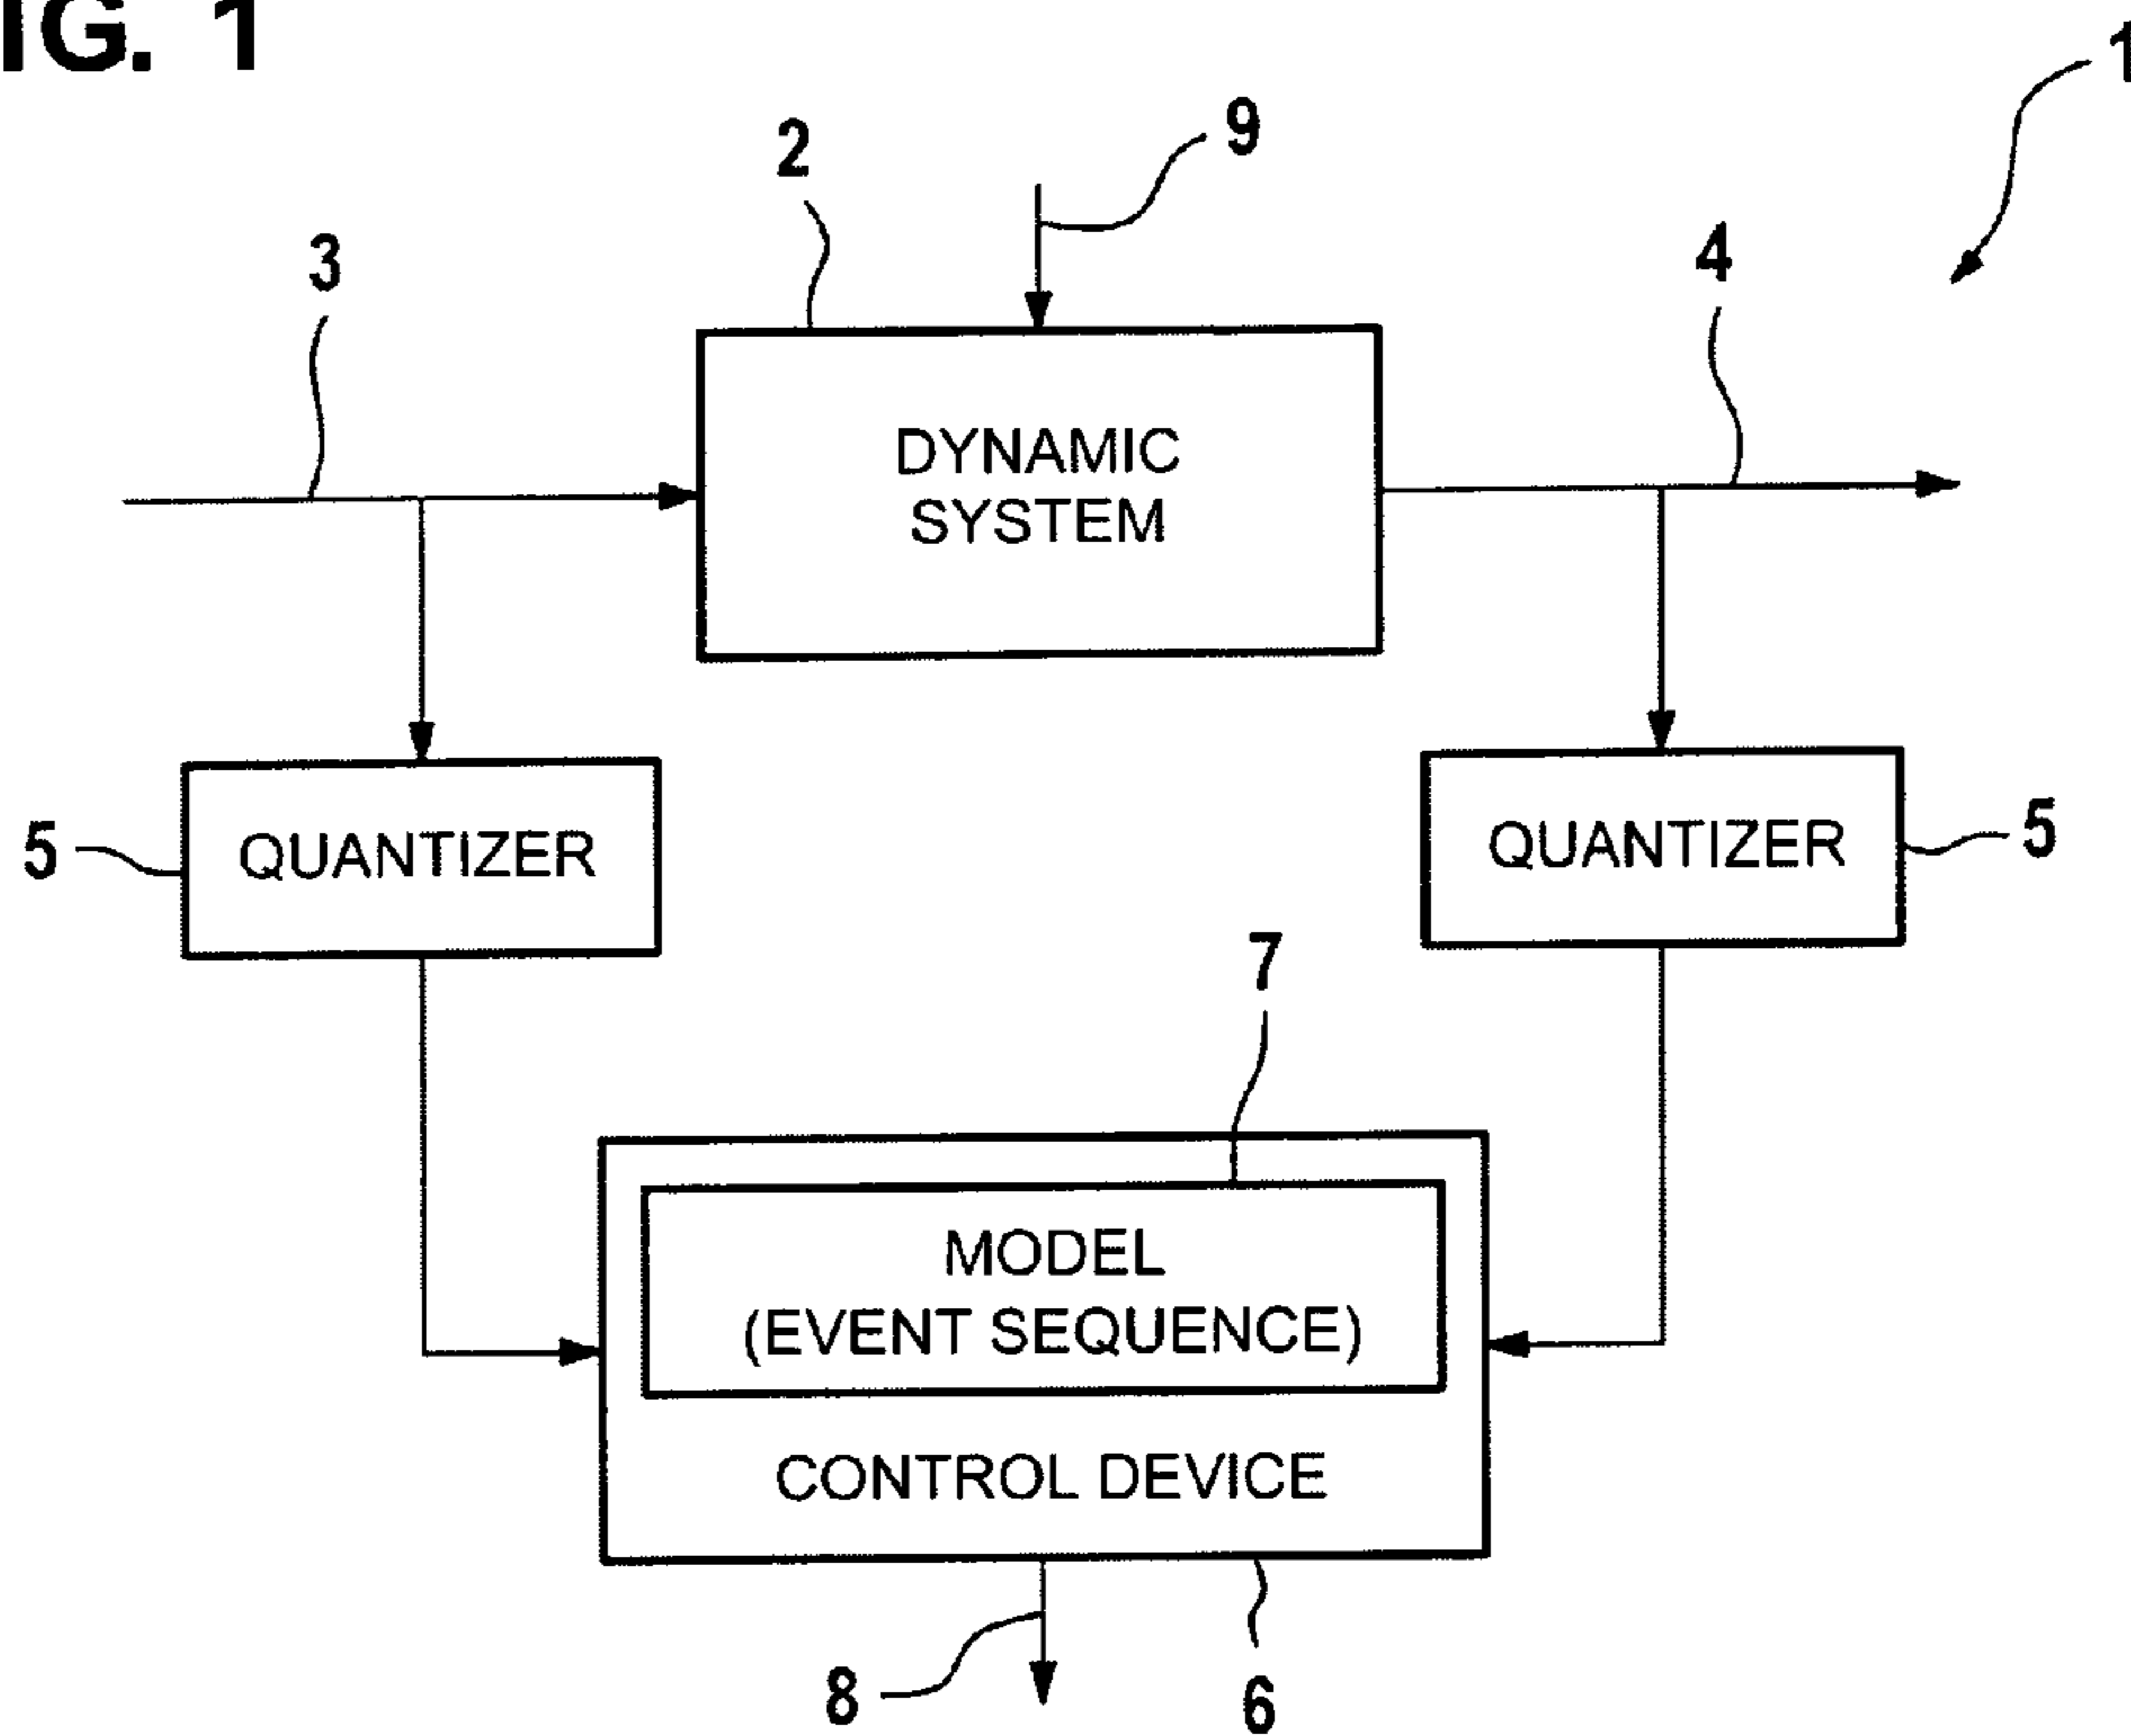 IG. 1
1
2
9
3
4
DYNAMIC
SYSTEM
5
QUANTIZER
QUANTIZER
5
7
MODEL
(EVENT SEQUENCE)
CONTROL DEVICE
8
6